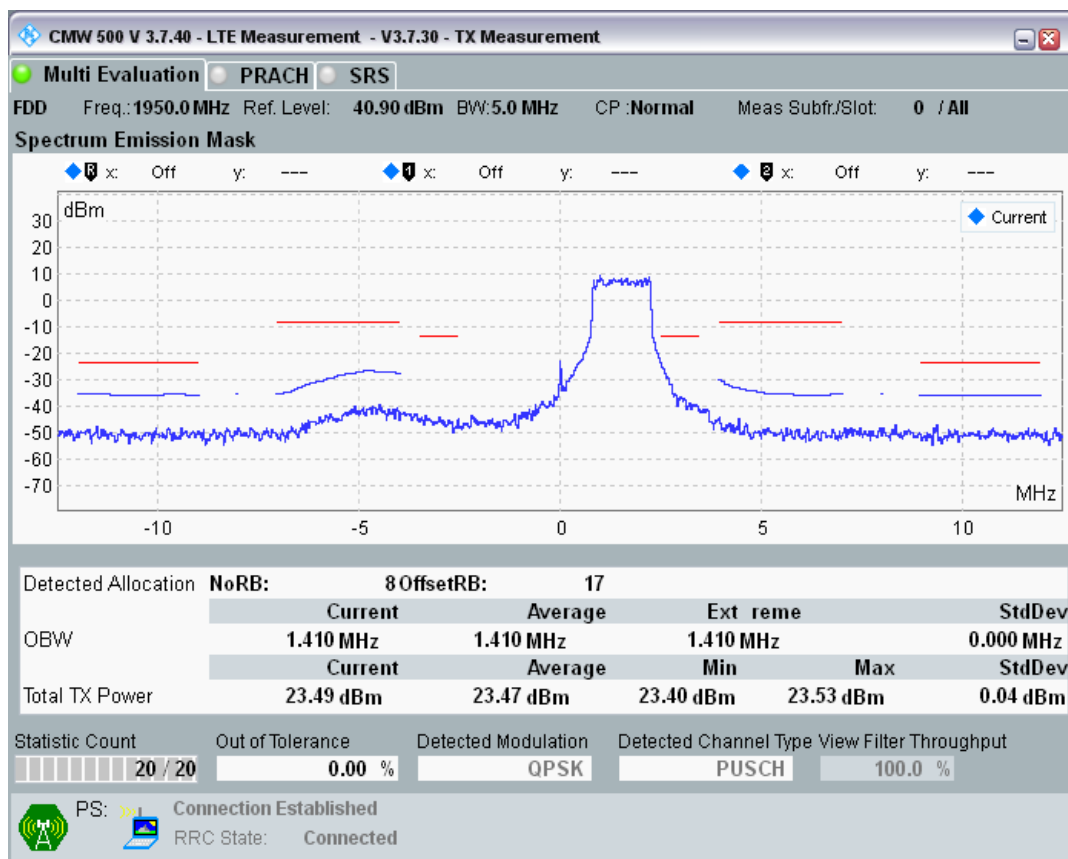 CMW 500 V 3.7.40 - LTE Measurement - V3.7.30 - TX Measurement
Multi Evaluation PRACH SRS
FDD Freq.: 1950.0 MHz Ref. Level: 40.90 dBm BW: 5.0 MHz CP :Normal Meas Subfr./Slot: 0 / All
Spectrum Emission Mask
R x: Off y: --- 1 x: Off y: --- 2 x: Off y: ---
dBm
Current
30
20
10
0
-10
-20
-30
-40
-50
-60
-70
MHz
-10 -5 0 5 10
Detected Allocation NoRB: 8 OffsetRB: 17
Current Average Ext reme StdDev
OBW 1.410 MHz 1.410 MHz 1.410 MHz 0.000 MHz
Current Average Min Max StdDev
Total TX Power 23.49 dBm 23.47 dBm 23.40 dBm 23.53 dBm 0.04 dBm
Statistic Count Out of Tolerance Detected Modulation Detected Channel Type View Filter Throughput
20 / 20 0.00 % QPSK PUSCH 100.0 %
PS: Connection Established
RRC State: Connected